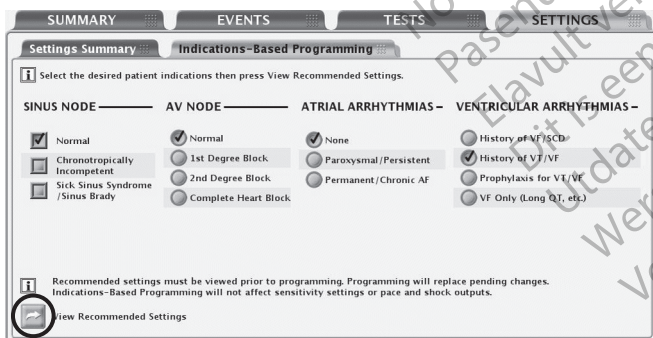 SUMMARY EVENTS TESTS SETTINGS
Settings Summary Indications-Based Programming
i Select the desired patient indications then press View Recommended Settings.
SINUS NODE AV NODE ATRIAL ARRHYTHMIAS VENTRICULAR ARRHYTHMIAS
Normal Normal None History of VF/SCD
Chronotropically Incompetent 1st Degree Block Paroxysmal/Persistent History of VT/VF
Sick Sinus Syndrome /Sinus Brady 2nd Degree Block Permanent/Chronic AF Prophylaxis for VT/VF
Complete Heart Block VF Only (Long QT, etc.)
i Recommended settings must be viewed prior to programming. Programming will replace pending changes.
Indications-Based Programming will not affect sensitivity settings or pace and shock outputs.
View Recommended Settings